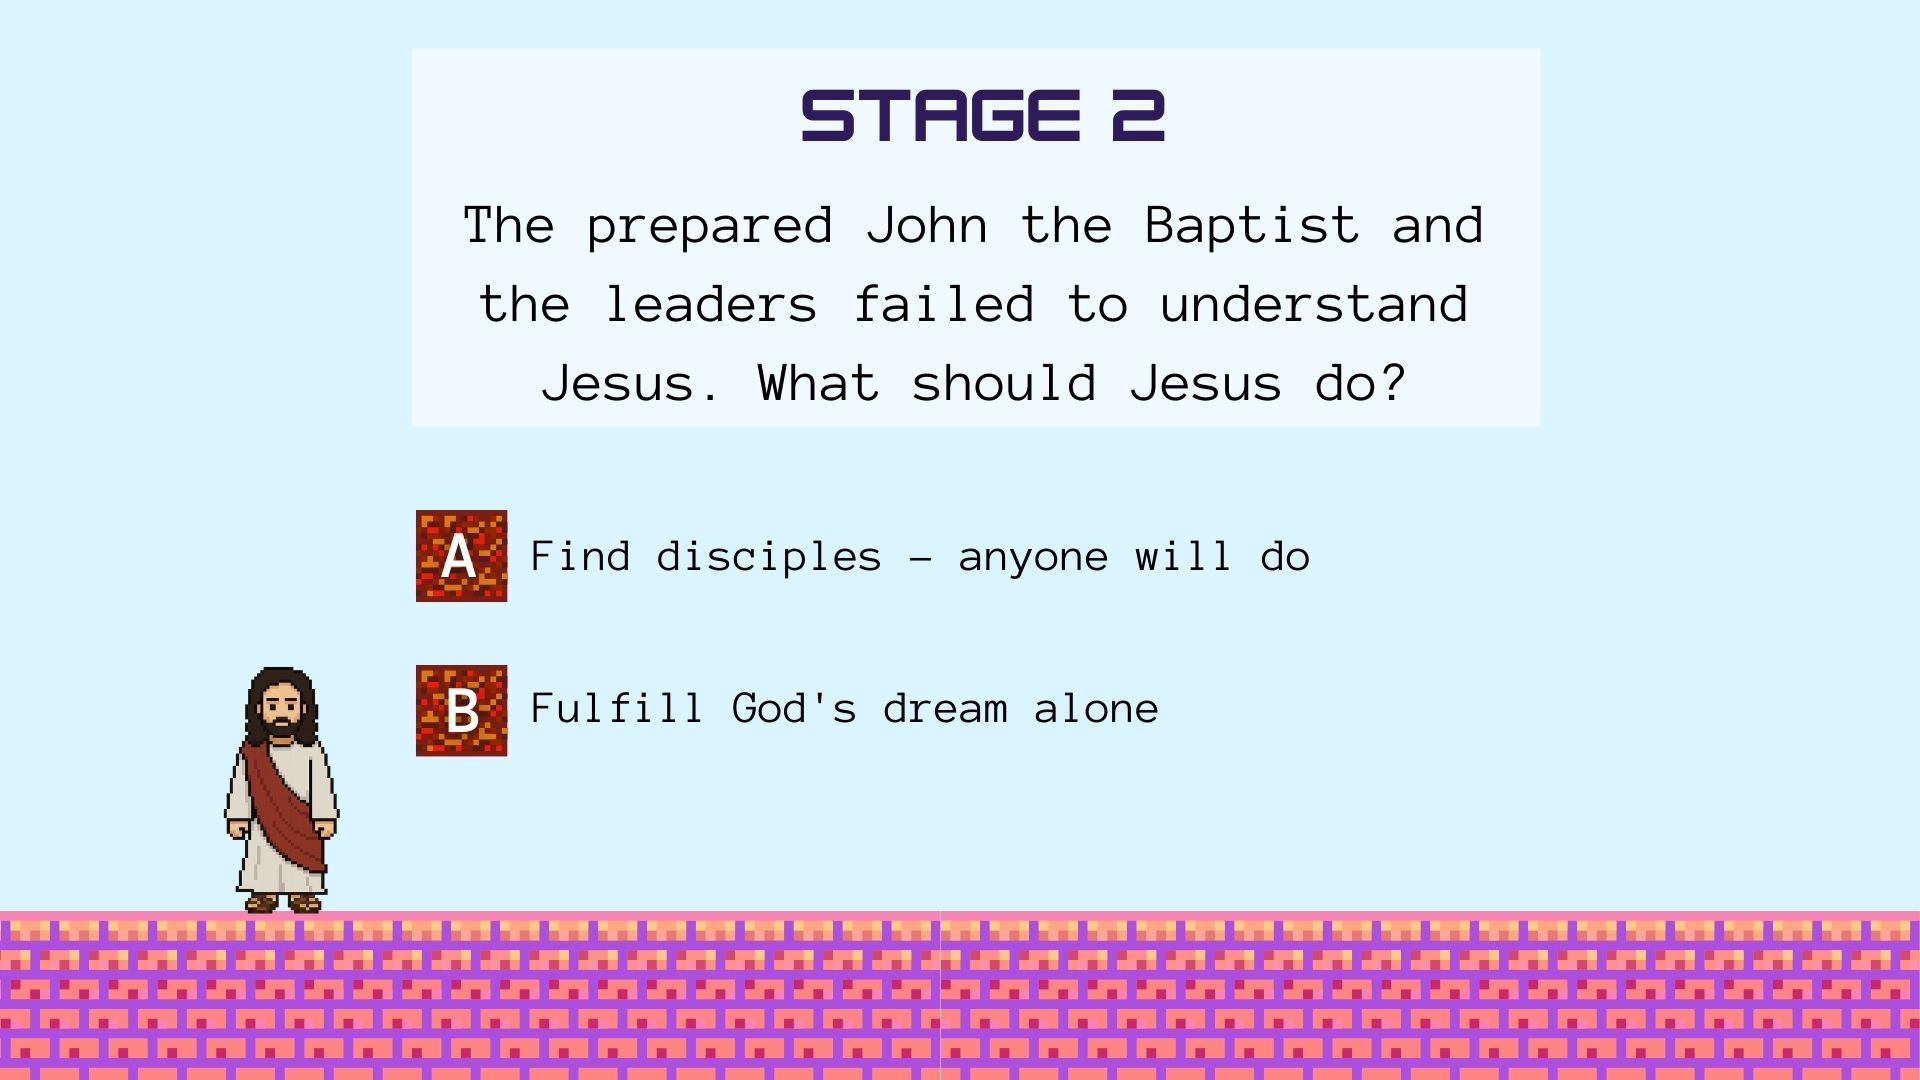 STAGE 2
The prepared John the Baptist and
the leaders failed to understand
Jesus. What should Jesus do?
A Find disciples – anyone will do
B Fulfill God's dream alone